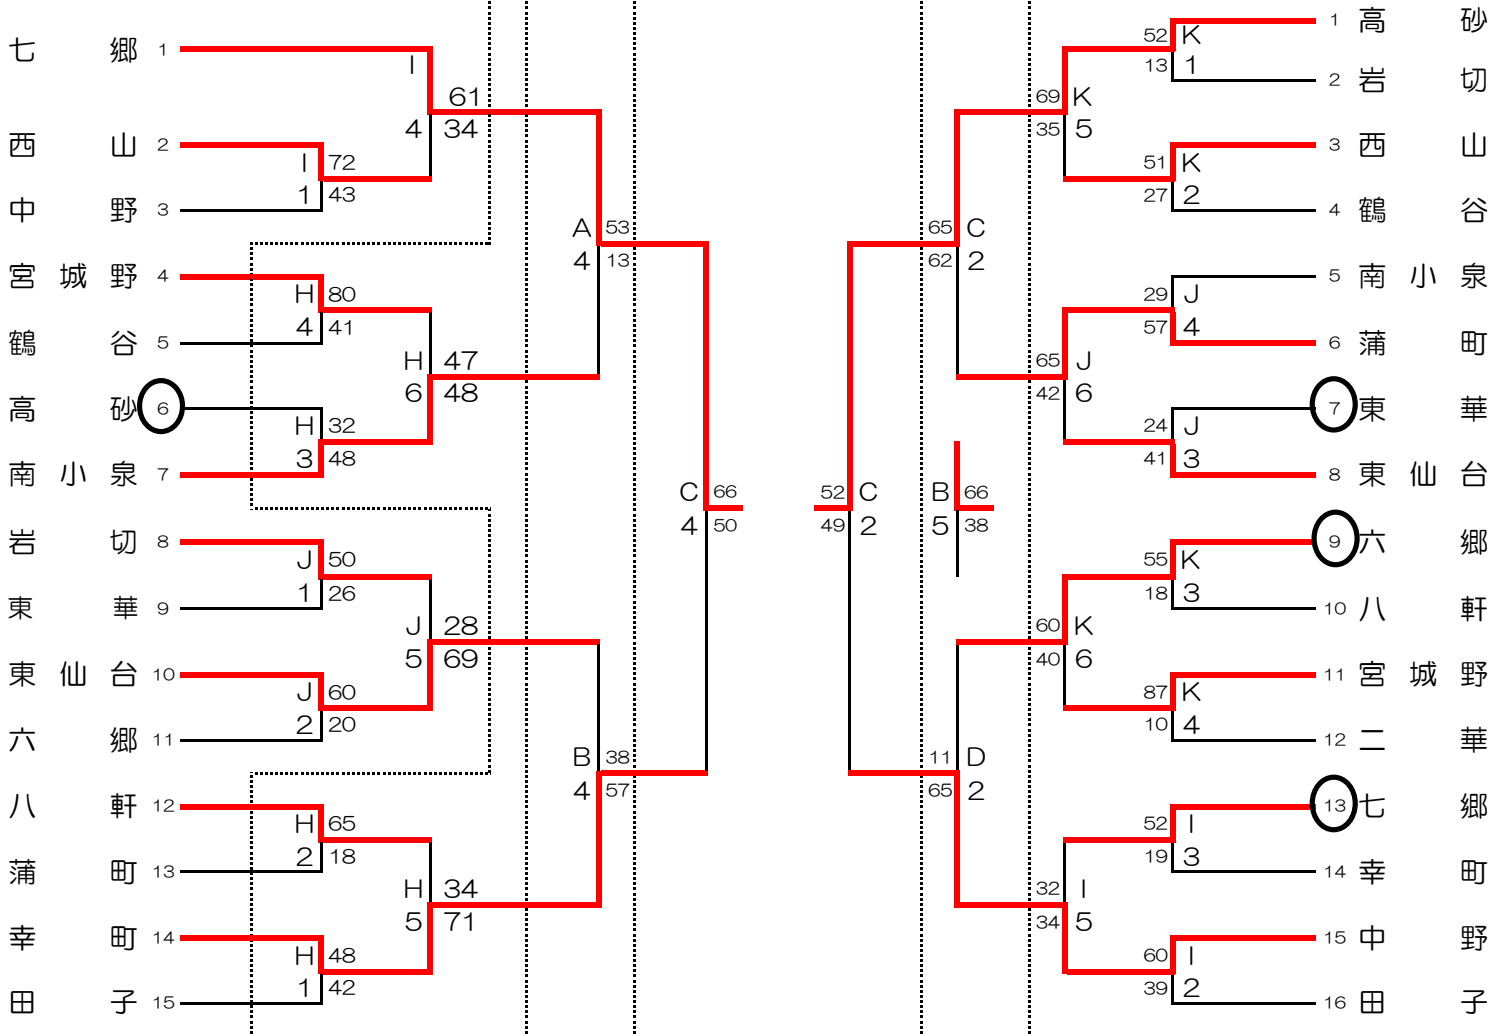 七郷 1
I 4 61 34
西山 2
I 1 72 43
中野 3
A 4 53 13
宮城野 4
H 4 80 41
鶴谷 5
H 6 47 48
高砂 6
H 3 32 48
南小泉 7
C 4 66 50
岩切 8
J 1 50 26
東華 9
J 5 28 69
東仙台 10
J 2 60 20
六郷 11
B 4 38 57
八軒 12
H 2 65 18
蒲町 13
H 5 34 71
幸町 14
H 1 48 42
田子 15
1 高砂
52 13 K 1
2 岩切
69 35 K 5
3 西山
51 27 K 2
4 鶴谷
65 62 C 2
5 南小泉
29 57 J 4
6 蒲町
65 42 J 6
7 東華
24 41 J 3
8 東仙台
52 49 C 2
B 5 66 38
9 六郷
55 18 K 3
10 八軒
60 40 K 6
11 宮城野
87 10 K 4
12 二華
11 65 D 2
13 七郷
52 19 I 3
14 幸町
32 34 I 5
15 中野
60 39 I 2
16 田子